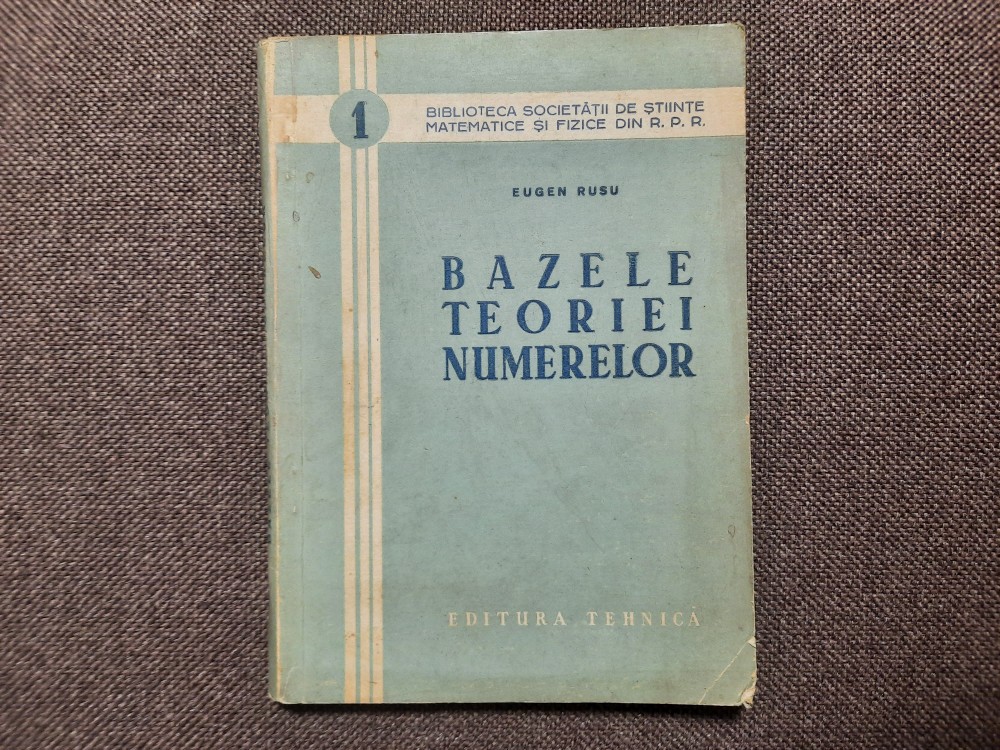 1
BIBLIOTECA SOCIETĂȚII DE ȘTIINȚE
MATEMATICE ȘI FIZICE DIN R. P. R.
EUGEN RUSU
BAZELE
TEORIEI
NUMERELOR
EDITURA TEHNICĂ